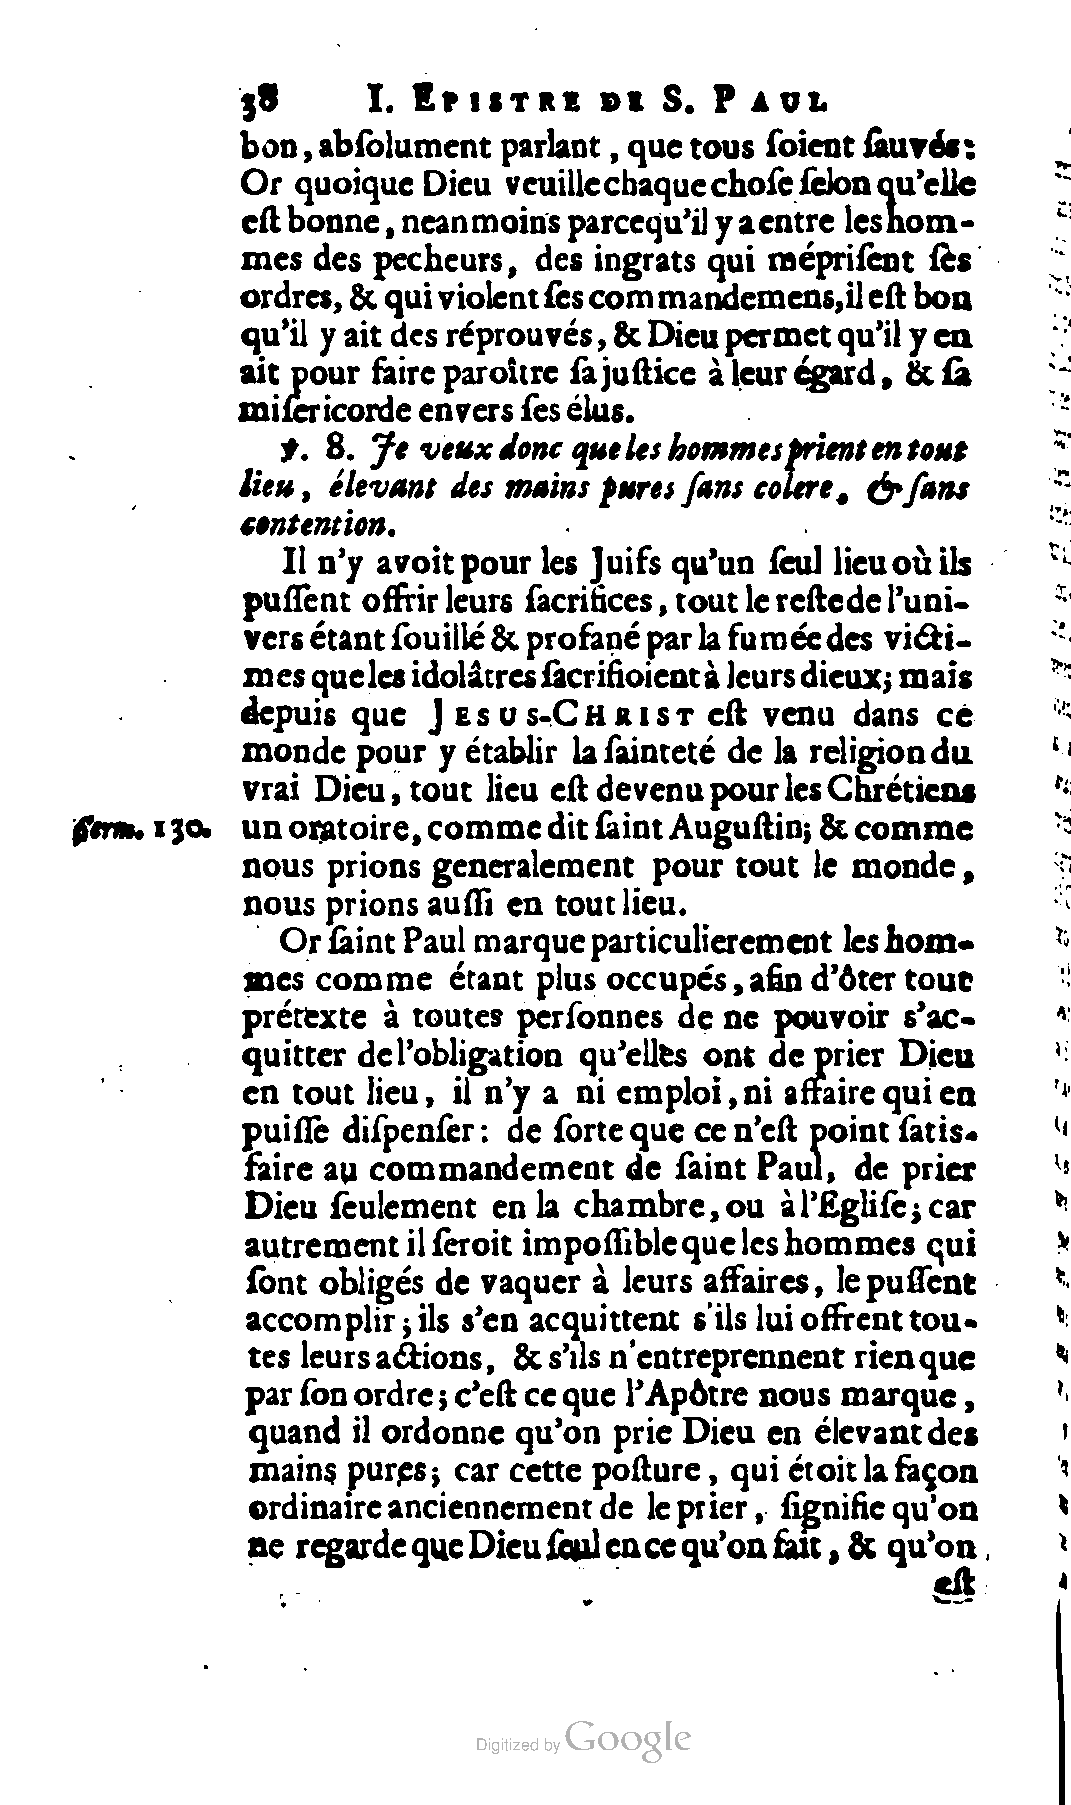 38 I. EPISTRE DE S. PAUL
bon, abſolument parlant, que tous ſoient ſauvés:
Or quoique Dieu veuille chaque choſe ſelon qu'elle
eſt bonne, neanmoins parcequ'il y a entre les hom-
mes des pecheurs, des ingrats qui mépriſent ſes
ordres, & qui violent ſes commandemens, il eſt bon
qu'il y ait des réprouvés, & Dieu permet qu'il y en
ait pour faire paroître ſa juſtice à leur égard, & ſa
miſericorde envers ſes élus.
℣. 8. Je veux donc que les hommes prient en tout
lieu, élevant des mains pures ſans colere, & ſans
contention.
Il n'y avoit pour les Juifs qu'un ſeul lieu où ils
puſſent offrir leurs ſacrifices, tout le reſte de l'uni-
vers étant ſouillé & profané par la fumée des victi-
mes que les idolâtres ſacrifioient à leurs dieux; mais
depuis que JESUS-CHRIST eſt venu dans ce
monde pour y établir la ſainteté de la religion du
vrai Dieu, tout lieu eſt devenu pour les Chrétiens
Serm. 130. un oratoire, comme dit ſaint Auguſtin; & comme
nous prions generalement pour tout le monde,
nous prions auſſi en tout lieu.
Or ſaint Paul marque particulierement les hom-
mes comme étant plus occupés, afin d'ôter tout
prétexte à toutes perſonnes de ne pouvoir s'ac-
quitter de l'obligation qu'elles ont de prier Dieu
en tout lieu, il n'y a ni emploi, ni affaire qui en
puiſſe diſpenſer: de ſorte que ce n'eſt point ſatis-
faire au commandement de ſaint Paul, de prier
Dieu ſeulement en la chambre, ou à l'Egliſe; car
autrement il ſeroit impoſſible que les hommes qui
ſont obligés de vaquer à leurs affaires, le puſſent
accomplir; ils s'en acquittent s'ils lui offrent tou-
tes leurs actions, & s'ils n'entreprennent rien que
par ſon ordre; c'eſt ce que l'Apôtre nous marque,
quand il ordonne qu'on prie Dieu en élevant des
mains pures; car cette poſture, qui étoit la façon
ordinaire anciennement de le prier, ſignifie qu'on
ne regarde que Dieu ſeul en ce qu'on fait, & qu'on
eſt
Digitized by Google